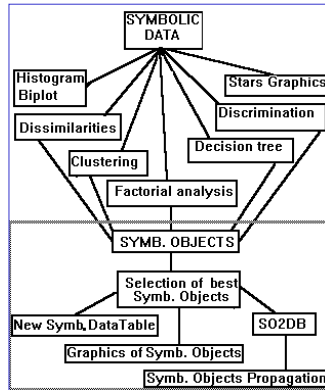 SYMBOLIC
DATA
Histogram
Biplot
Stars Graphics
Dissimilarities
Discrimination
Clustering
Decision tree
Factorial analysis
SYMB. OBJECTS
Selection of best
Symb. Objects
New Symb. DataTable
SO2DB
Graphics of Symb. Objects
Symb. Objects Propagation